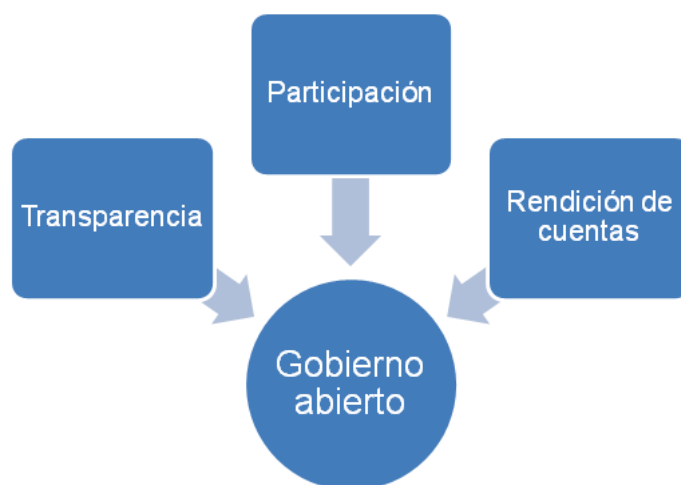 Participación
Transparencia
Rendición de
cuentas
Gobierno
abierto